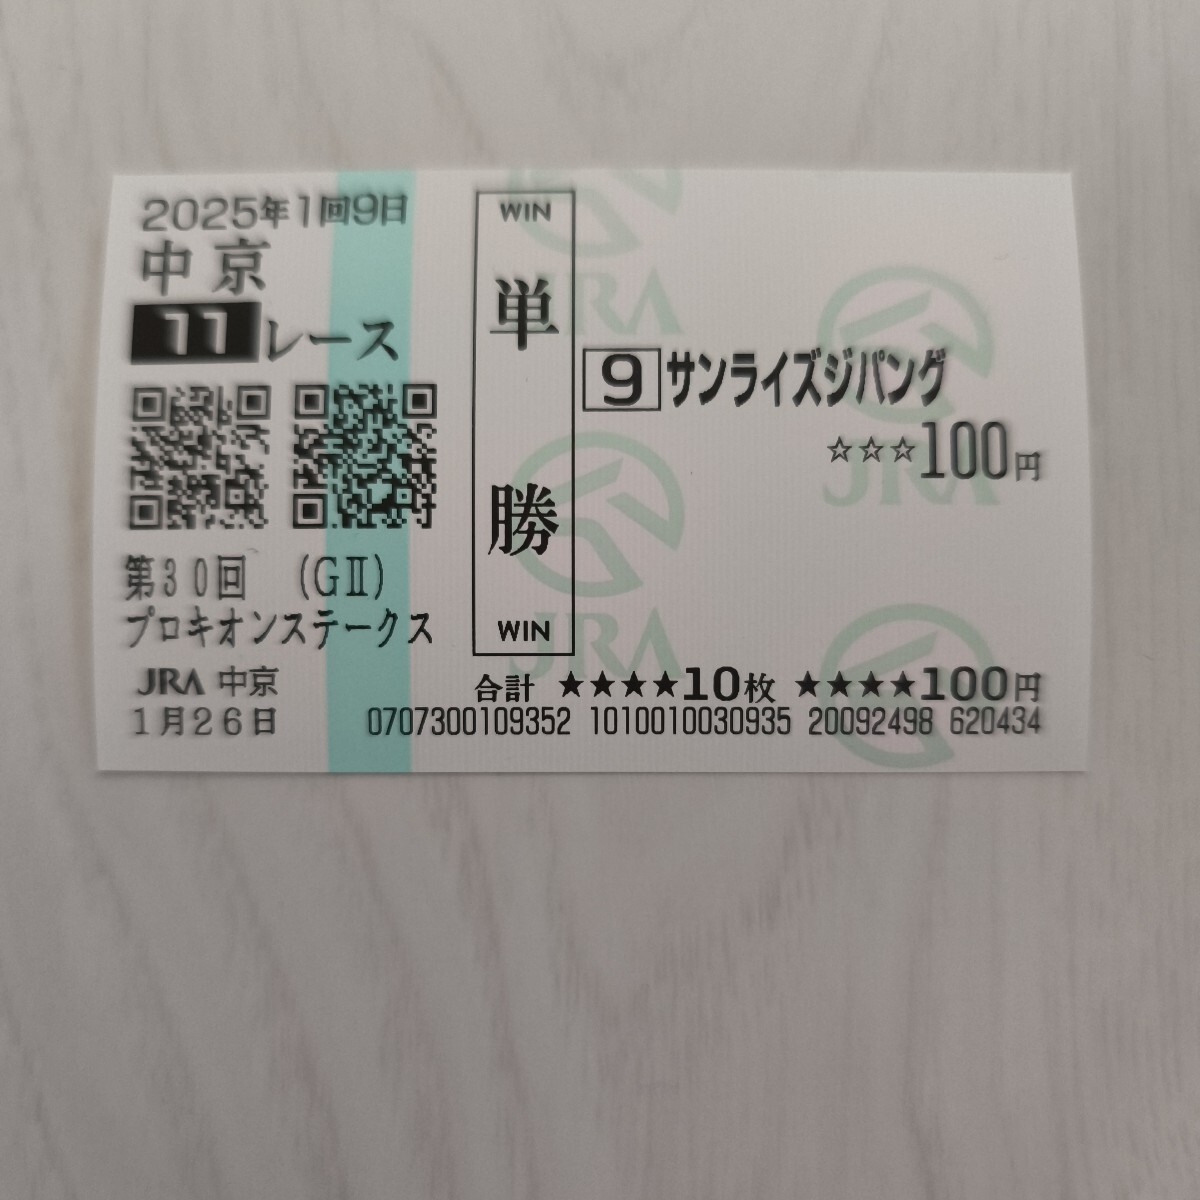 2025年1回9日
中京
11レース
第30回 (GⅡ)
プロキオンステークス
JRA 中京
1月26日
WIN
単勝
WIN
9 サンライズジパング
☆☆☆100円
合計 ★★★★10枚 ★★★★100円
0707300109352 1010010030935 20092498 620434
JRA
JRA
JRA